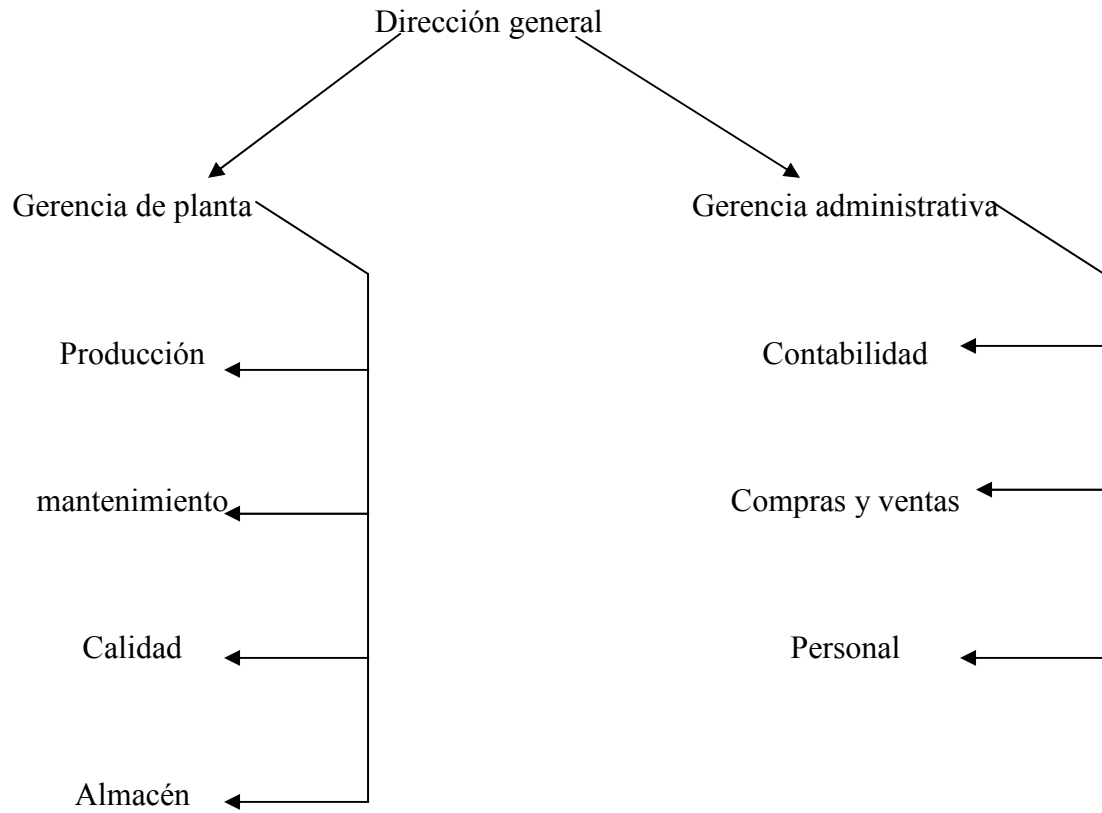 Dirección general
Gerencia de planta
Gerencia administrativa
Producción
Contabilidad
mantenimiento
Compras y ventas
Calidad
Personal
Almacén